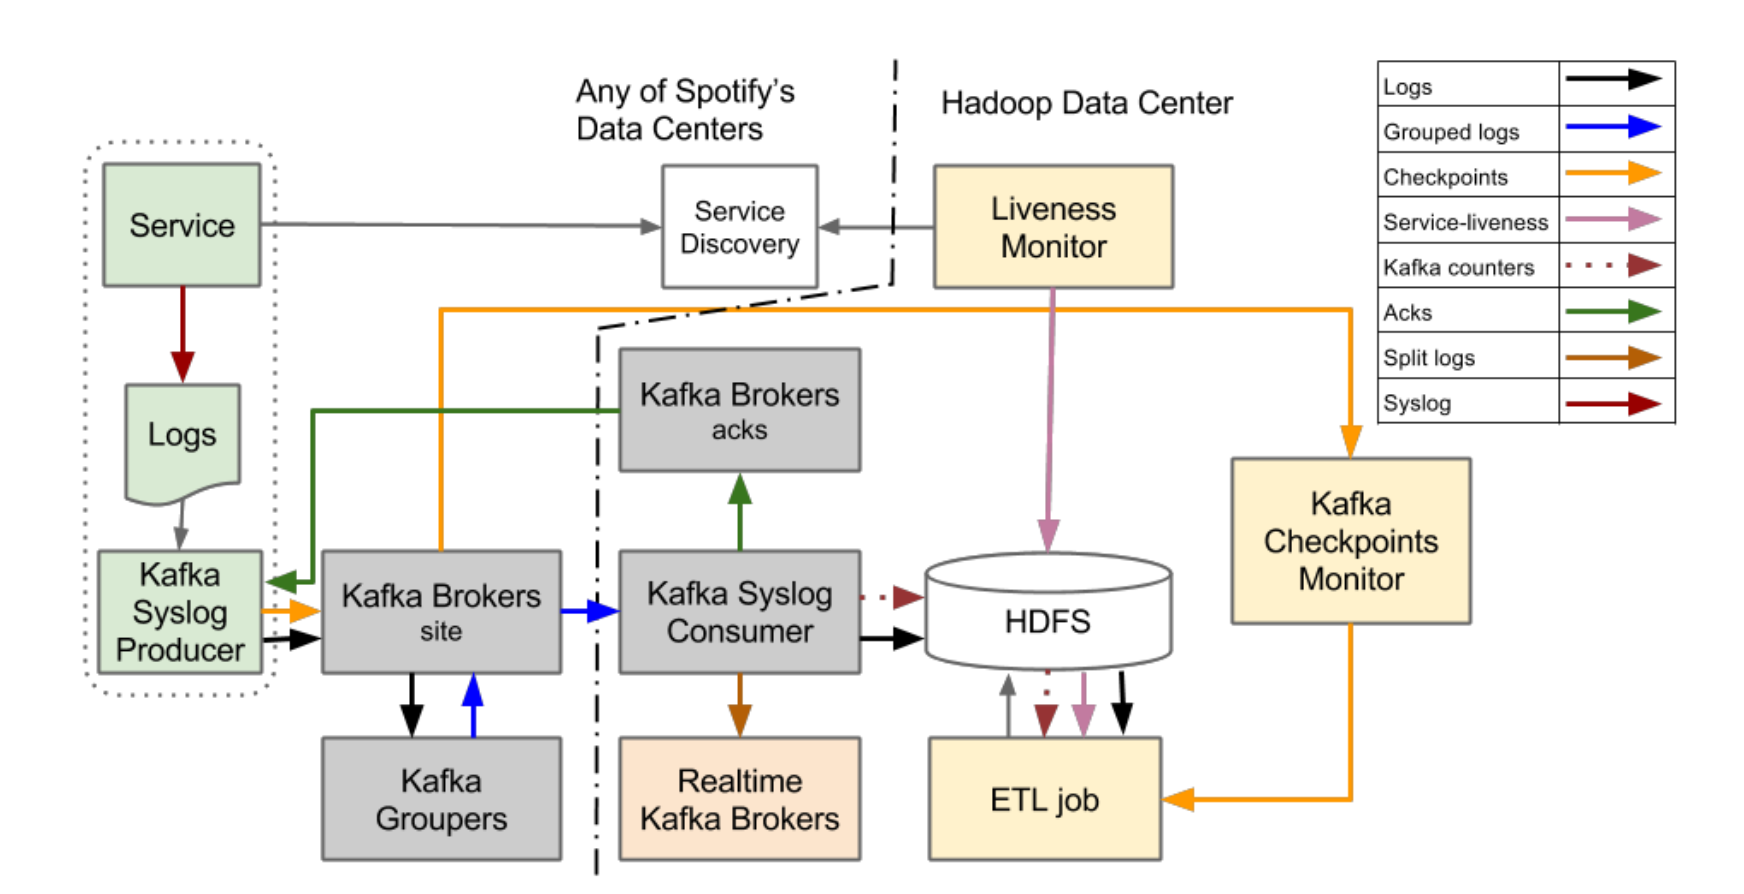 Any of Spotify's
Data Centers
Hadoop Data Center
Logs
Grouped logs
Checkpoints
Service-liveness
Kafka counters
Acks
Split logs
Syslog
Service
Service
Discovery
Liveness
Monitor
Logs
Kafka Brokers
acks
Kafka
Checkpoints
Monitor
Kafka
Syslog
Producer
Kafka Brokers
site
Kafka Syslog
Consumer
HDFS
Kafka
Groupers
Realtime
Kafka Brokers
ETL job